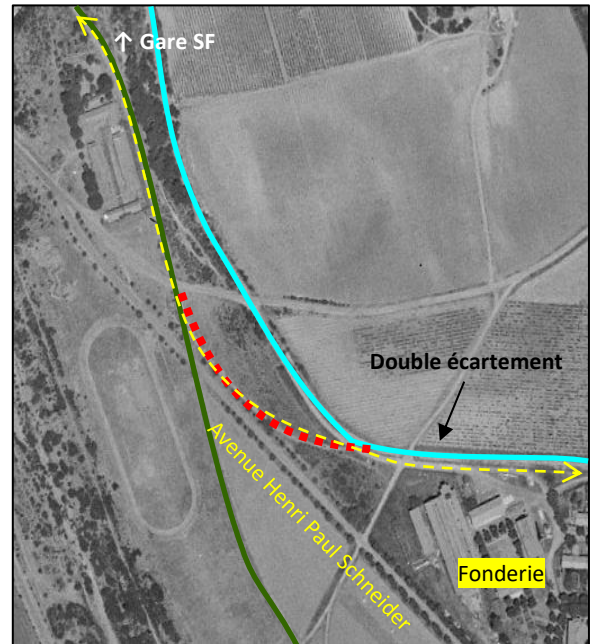 ↑ Gare SF
Double écartement
Avenue Henri Paul Schneider
Fonderie